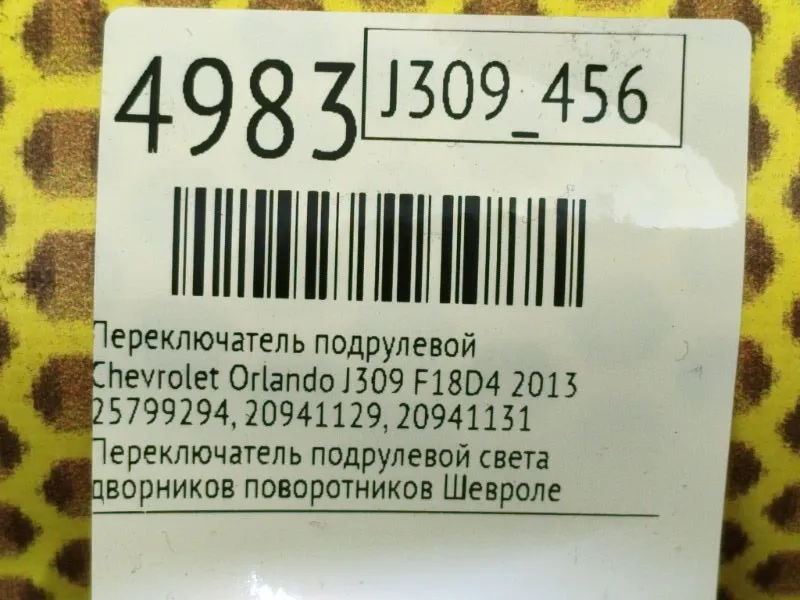 4983 J309_456
Переключатель подрулевой
Chevrolet Orlando J309 F18D4 2013
25799294, 20941129, 20941131
Переключатель подрулевой света
дворников поворотников Шевроле